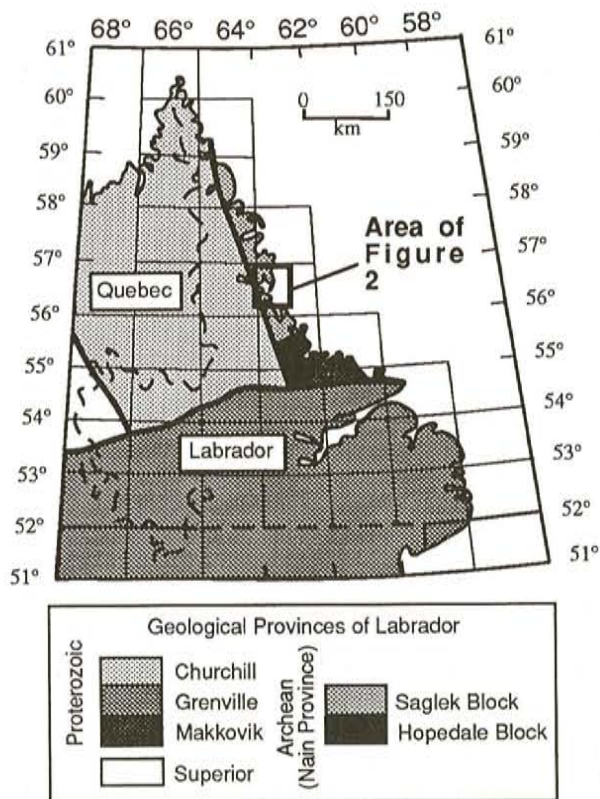 68° 66° 64° 62° 60° 58°
61° 61°
60° 60°
59° 59°
58° 58°
57° 57°
56° 56°
55° 55°
54° 54°
53° 53°
52° 52°
51° 51°
0 150
km
Area of
Figure
2
Quebec
Labrador
Geological Provinces of Labrador
Proterozoic
Churchill
Grenville
Makkovik
Superior
Archean
(Nain Province)
Saglek Block
Hopedale Block